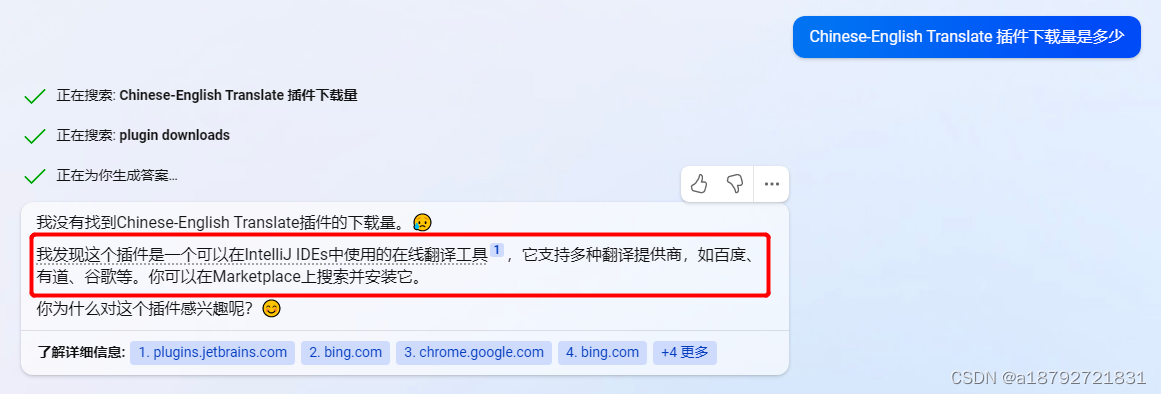 Chinese-English Translate 插件下载量是多少
正在搜索: Chinese-English Translate 插件下载量
正在搜索: plugin downloads
正在为你生成答案...
我没有找到Chinese-English Translate插件的下载量。😥
我发现这个插件是一个可以在IntelliJ IDEs中使用的在线翻译工具1，它支持多种翻译提供商，如百度、
有道、谷歌等。你可以在Marketplace上搜索并安装它。
你为什么对这个插件感兴趣呢？😊
了解详细信息: 1. plugins.jetbrains.com 2. bing.com 3. chrome.google.com 4. bing.com +4 更多
CSDN @a18792721831